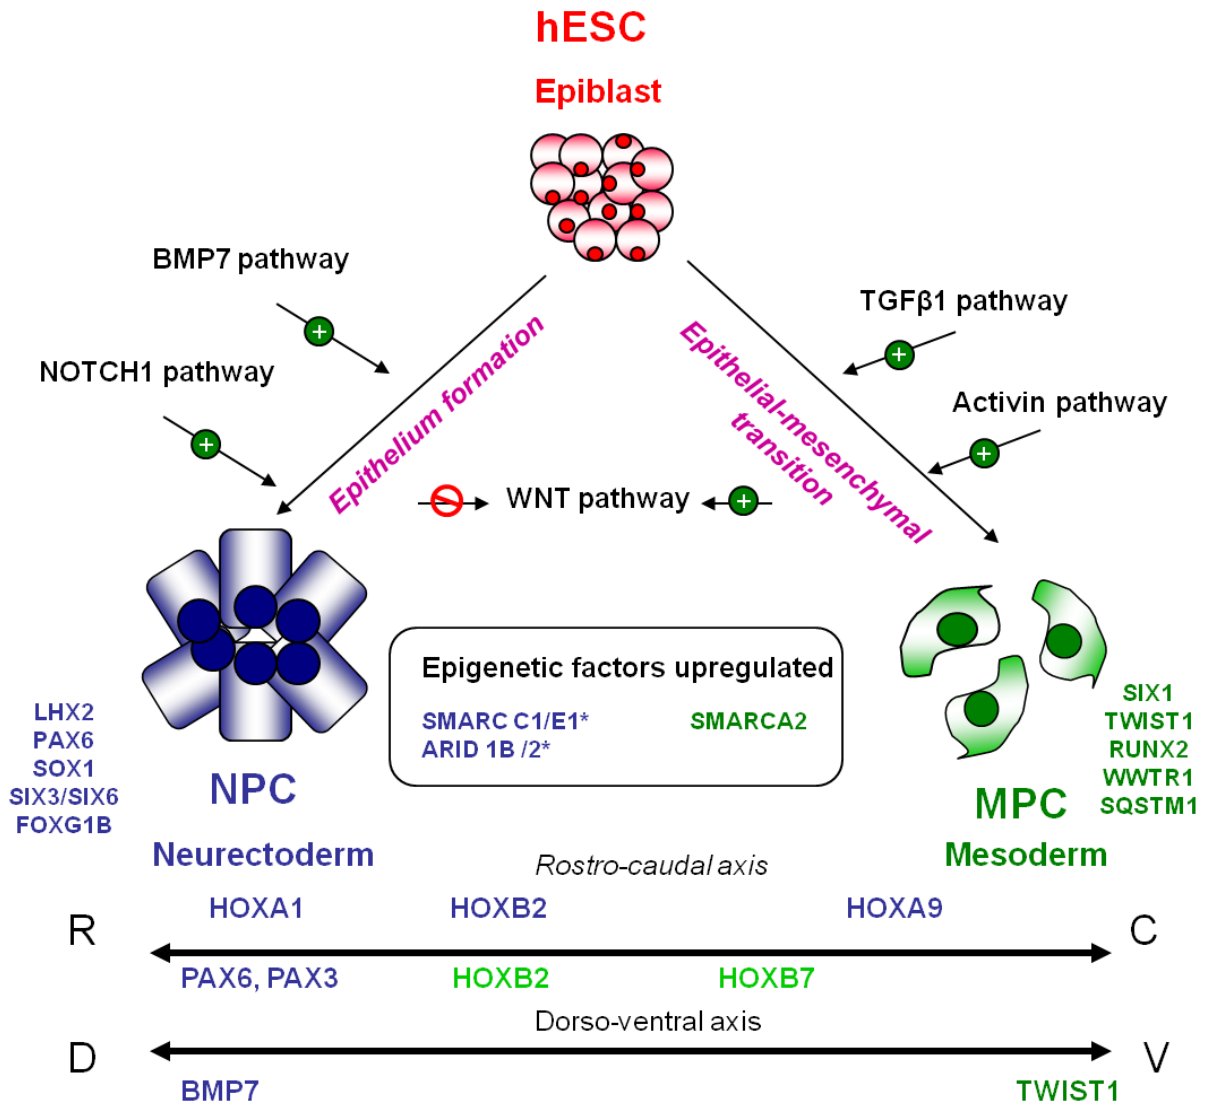 hESC
Epiblast
BMP7 pathway
TGFβ1 pathway
NOTCH1 pathway
Activin pathway
Epithelium formation
Epithelial-mesenchymal
transition
+
+
+
+
WNT pathway
+
Epigenetic factors upregulated
SMARC C1/E1*
SMARCA2
ARID 1B /2*
LHX2
PAX6
SOX1
SIX3/SIX6
FOXG1B
NPC
Neurectoderm
SIX1
TWIST1
RUNX2
WWTR1
SQSTM1
MPC
Mesoderm
Rostro-caudal axis
HOXA1
HOXB2
HOXA9
R
C
PAX6, PAX3
HOXB2
HOXB7
Dorso-ventral axis
D
V
BMP7
TWIST1